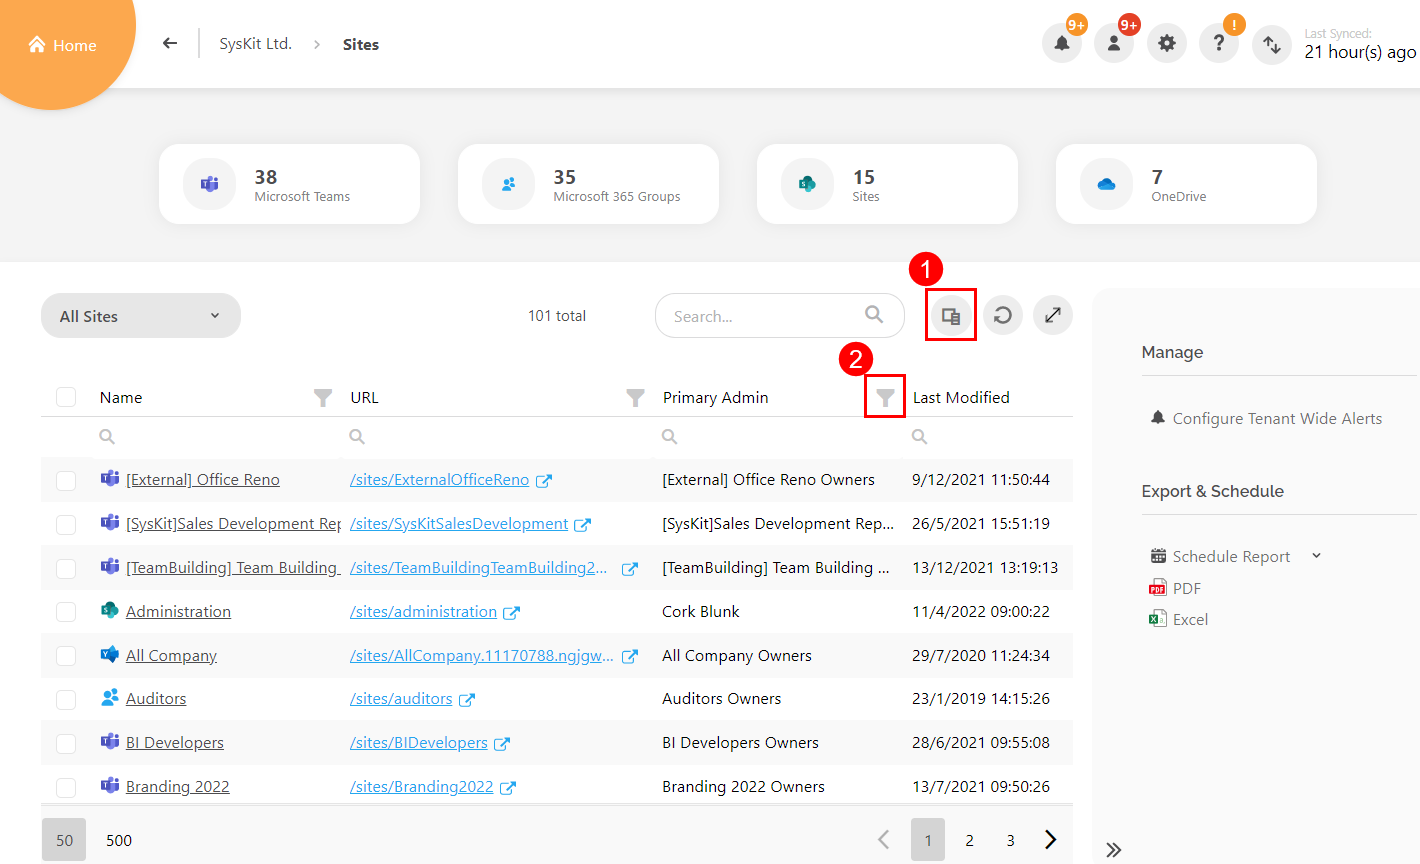 Home
SysKit Ltd. > Sites
9+
9+
!
?
Last Synced:
21 hour(s) ago
38
Microsoft Teams
35
Microsoft 365 Groups
15
Sites
7
OneDrive
1
All Sites
101 total
Search...
2
Name URL Primary Admin Last Modified
[External] Office Reno /sites/ExternalOfficeReno [External] Office Reno Owners 9/12/2021 11:50:44
[SysKit]Sales Development Rep /sites/SysKitSalesDevelopment [SysKit]Sales Development Rep... 26/5/2021 15:51:19
[TeamBuilding] Team Building /sites/TeamBuildingTeamBuilding2... [TeamBuilding] Team Building ... 13/12/2021 13:19:13
Administration /sites/administration Cork Blunk 11/4/2022 09:00:22
All Company /sites/AllCompany.11170788.ngjgw... All Company Owners 29/7/2020 11:24:34
Auditors /sites/auditors Auditors Owners 23/1/2019 14:15:26
BI Developers /sites/BIDevelopers BI Developers Owners 28/6/2021 09:55:08
Branding 2022 /sites/Branding2022 Branding 2022 Owners 13/7/2021 09:50:26
50 500
1 2 3
Manage
Configure Tenant Wide Alerts
Export & Schedule
Schedule Report
PDF
Excel